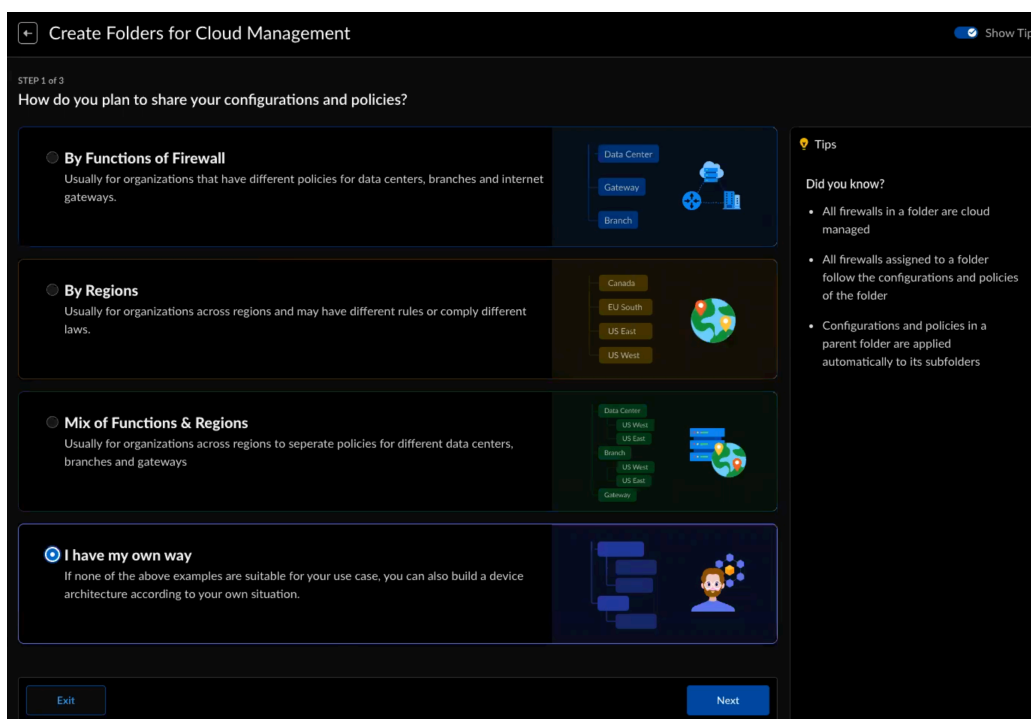 Create Folders for Cloud Management
Show Tip
STEP 1 of 3
How do you plan to share your configurations and policies?
By Functions of Firewall
Usually for organizations that have different policies for data centers, branches and internet
gateways.
Data Center
Gateway
Branch
By Regions
Usually for organizations across regions and may have different rules or comply different
laws.
Canada
EU South
US East
US West
Mix of Functions & Regions
Usually for organizations across regions to seperate policies for different data centers,
branches and gateways
Data Center
US West
US East
Branch
US West
US East
Gateway
I have my own way
If none of the above examples are suitable for your use case, you can also build a device
architecture according to your own situation.
Tips
Did you know?
• All firewalls in a folder are cloud
managed
• All firewalls assigned to a folder
follow the configurations and policies
of the folder
• Configurations and policies in a
parent folder are applied
automatically to its subfolders
Exit
Next